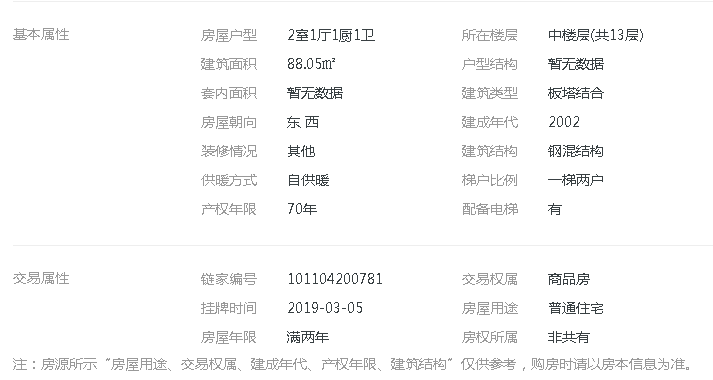 基本属性 房屋户型 2室1厅1厨1卫 所在楼层 中楼层(共13层)
建筑面积 88.05㎡ 户型结构 暂无数据
套内面积 暂无数据 建筑类型 板塔结合
房屋朝向 东 西 建成年代 2002
装修情况 其他 建筑结构 钢混结构
供暖方式 自供暖 梯户比例 一梯两户
产权年限 70年 配备电梯 有
交易属性 链家编号 101104200781 交易权属 商品房
挂牌时间 2019-03-05 房屋用途 普通住宅
房屋年限 满两年 房权所属 非共有
注：房源所示“房屋用途、交易权属、建成年代、产权年限、建筑结构”仅供参考，购房时请以房本信息为准。